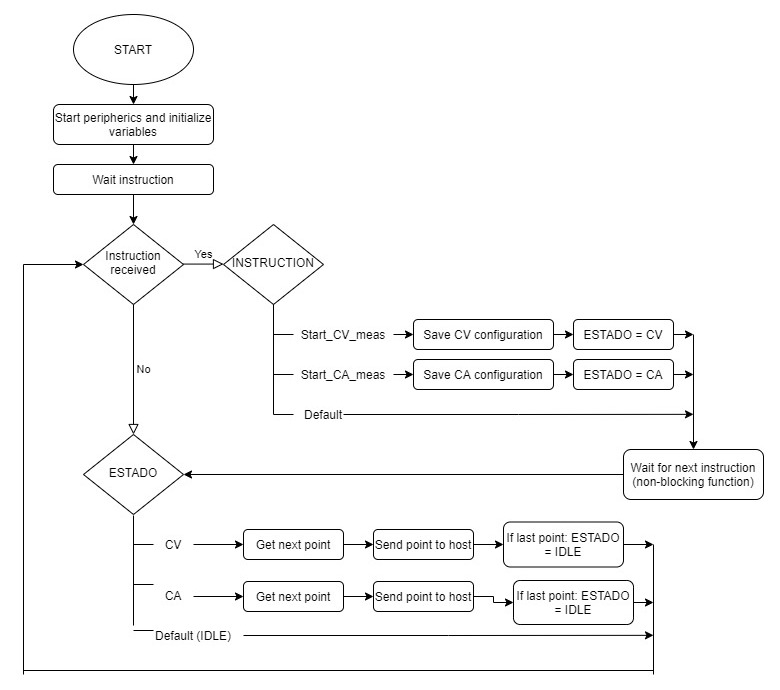 START
Start peripherics and initialize
variables
Wait instruction
Instruction
received
Yes
INSTRUCTION
Start_CV_meas
Save CV configuration
ESTADO = CV
Start_CA_meas
Save CA configuration
ESTADO = CA
No
Default
Wait for next instruction
(non-blocking function)
ESTADO
CV
Get next point
Send point to host
If last point: ESTADO
= IDLE
CA
Get next point
Send point to host
If last point: ESTADO
= IDLE
Default (IDLE)